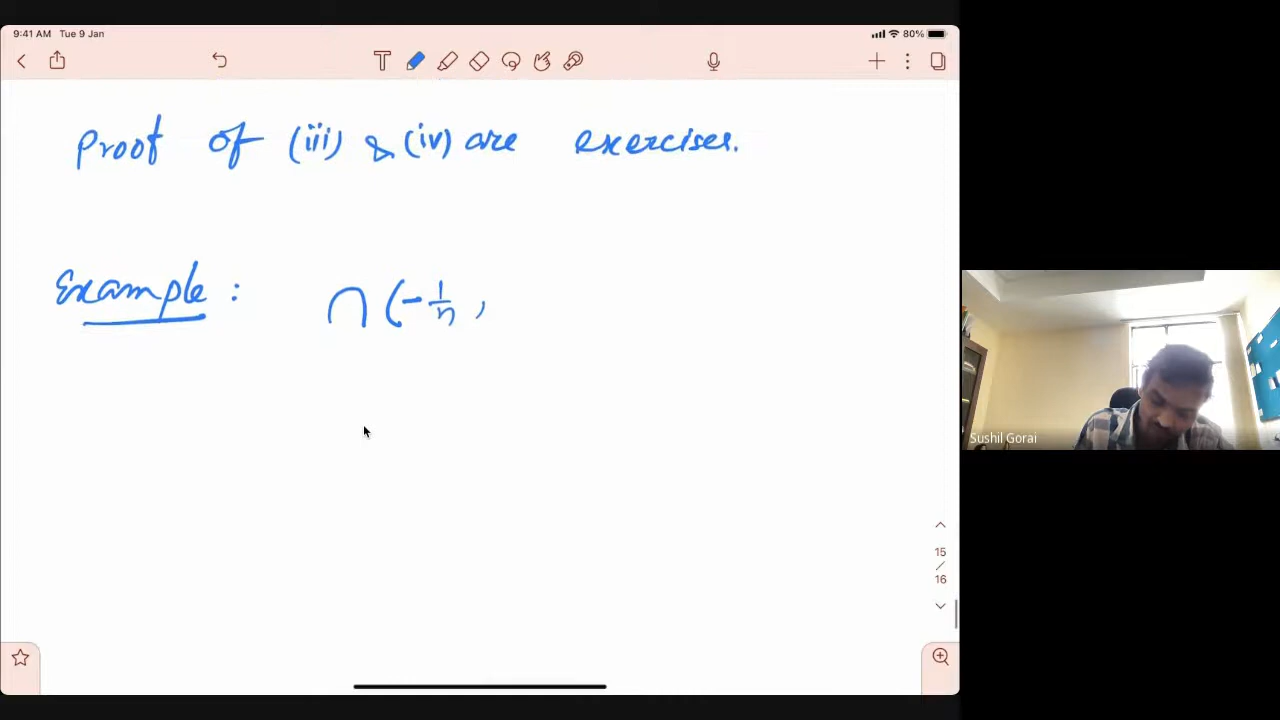 9:41 AM Tue 9 Jan
80%
Proof of (iii) & (iv) are exercises.
Example : ∩ (-1/n ,
Sushil Gorai
15
/
16